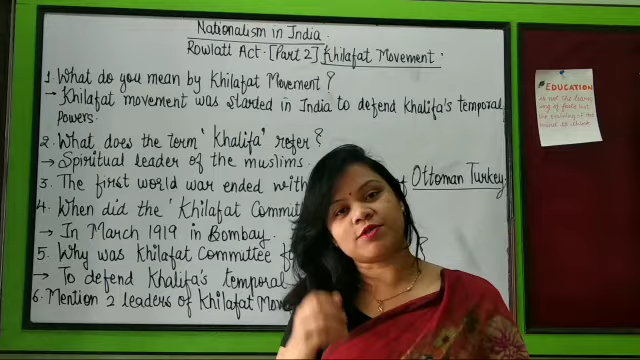 Nationalism in India.
Rowlatt Act - [Part 2] Khilafat Movement.
1. What do you mean by Khilafat Movement?
→ Khilafat movement was started in India to defend khalifa's temporal
powers.
2. What does the term 'Khalifa' refer?
→ Spiritual leader of the muslims.
3. The first world war ended with Ottoman Turkey.
4. When did the 'Khilafat Committ
→ In March 1919 in Bombay.
5. Why was Khilafat Committee
→ To defend Khalifa's temporal
6. Mention 2 leaders of Khilafat Mov
EDUCATION
is not the learn
ing of facts but
the training of the
mind to think